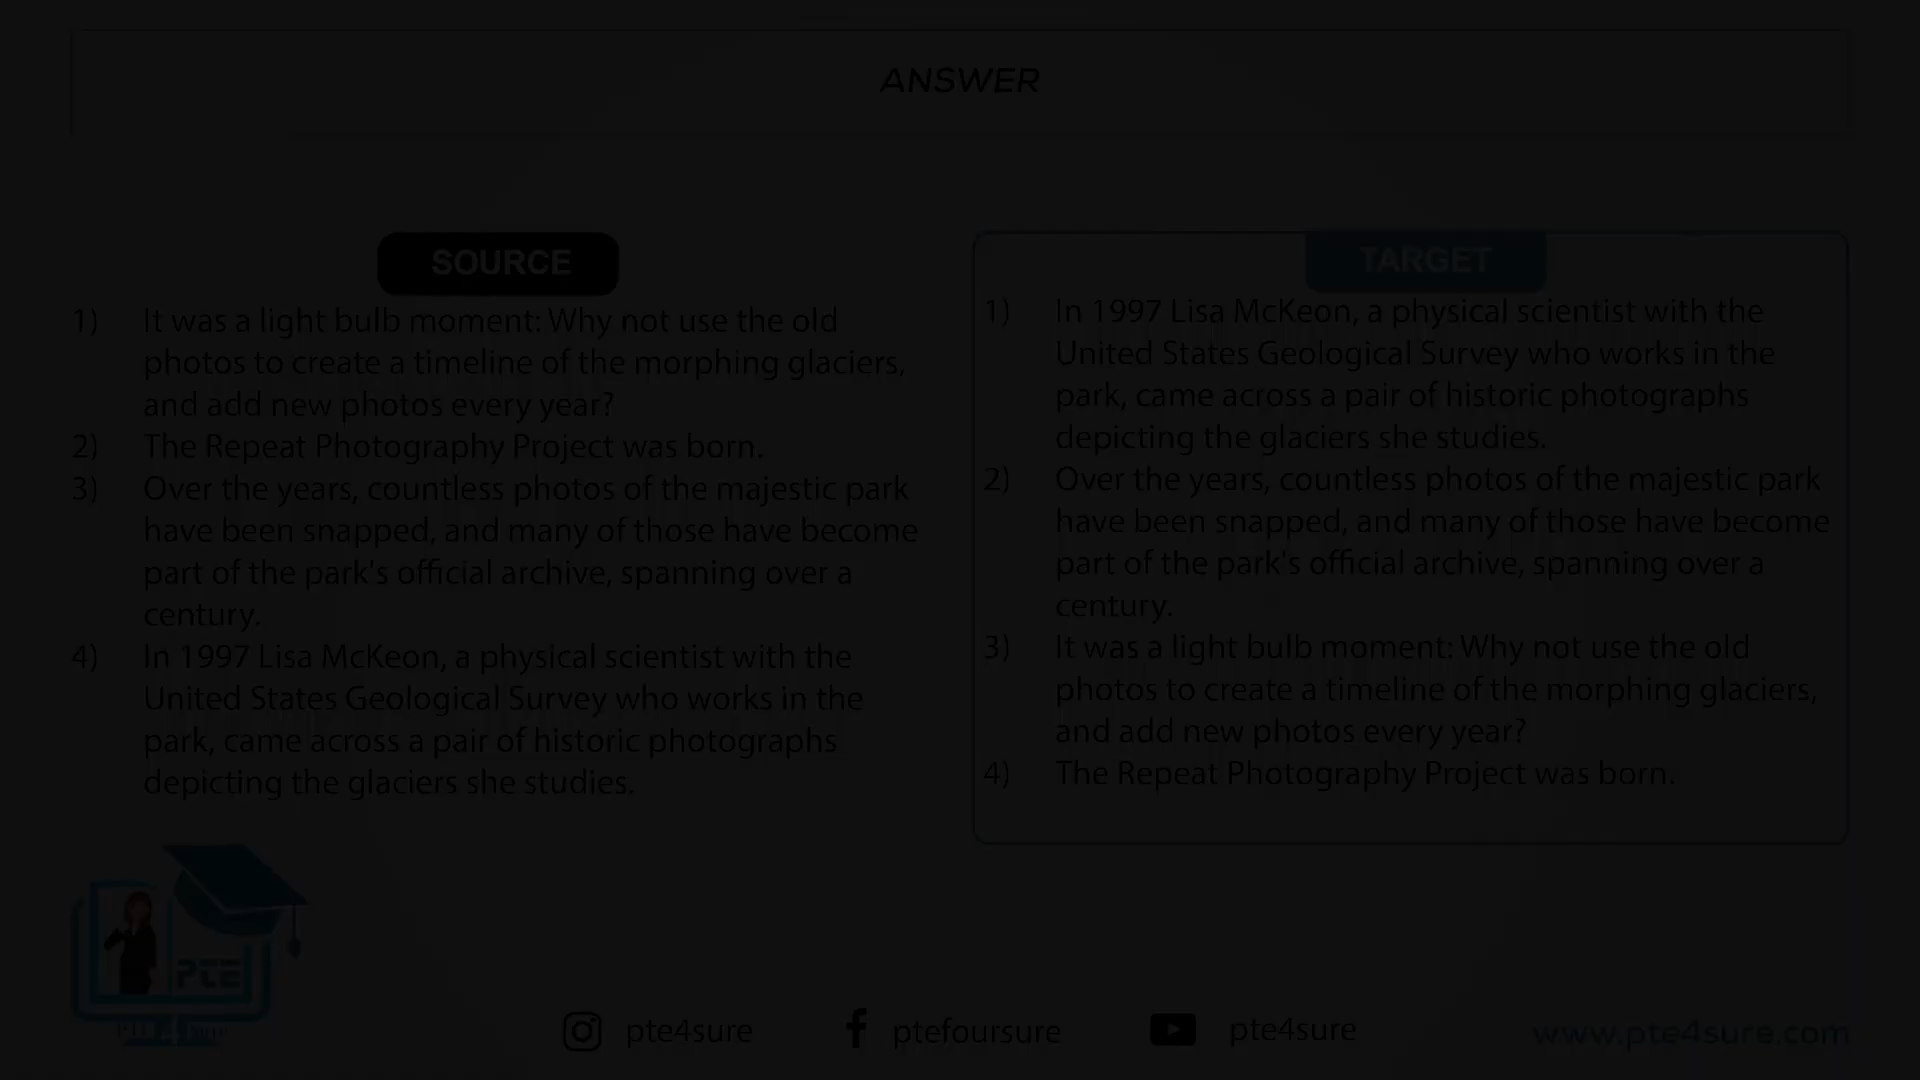 ANSWER
SOURCE
1) It was a light bulb moment: Why not use the old
photos to create a timeline of the morphing glaciers,
and add new photos every year?
2) The Repeat Photography Project was born.
3) Over the years, countless photos of the majestic park
have been snapped, and many of those have become
part of the park's official archive, spanning over a
century.
4) In 1997 Lisa McKeon, a physical scientist with the
United States Geological Survey who works in the
park, came across a pair of historic photographs
depicting the glaciers she studies.
TARGET
1) In 1997 Lisa McKeon, a physical scientist with the
United States Geological Survey who works in the
park, came across a pair of historic photographs
depicting the glaciers she studies.
2) Over the years, countless photos of the majestic park
have been snapped, and many of those have become
part of the park's official archive, spanning over a
century.
3) It was a light bulb moment: Why not use the old
photos to create a timeline of the morphing glaciers,
and add new photos every year?
4) The Repeat Photography Project was born.
PTE
PTE 4 Sure
pte4sure
ptefoursure
pte4sure
www.pte4sure.com